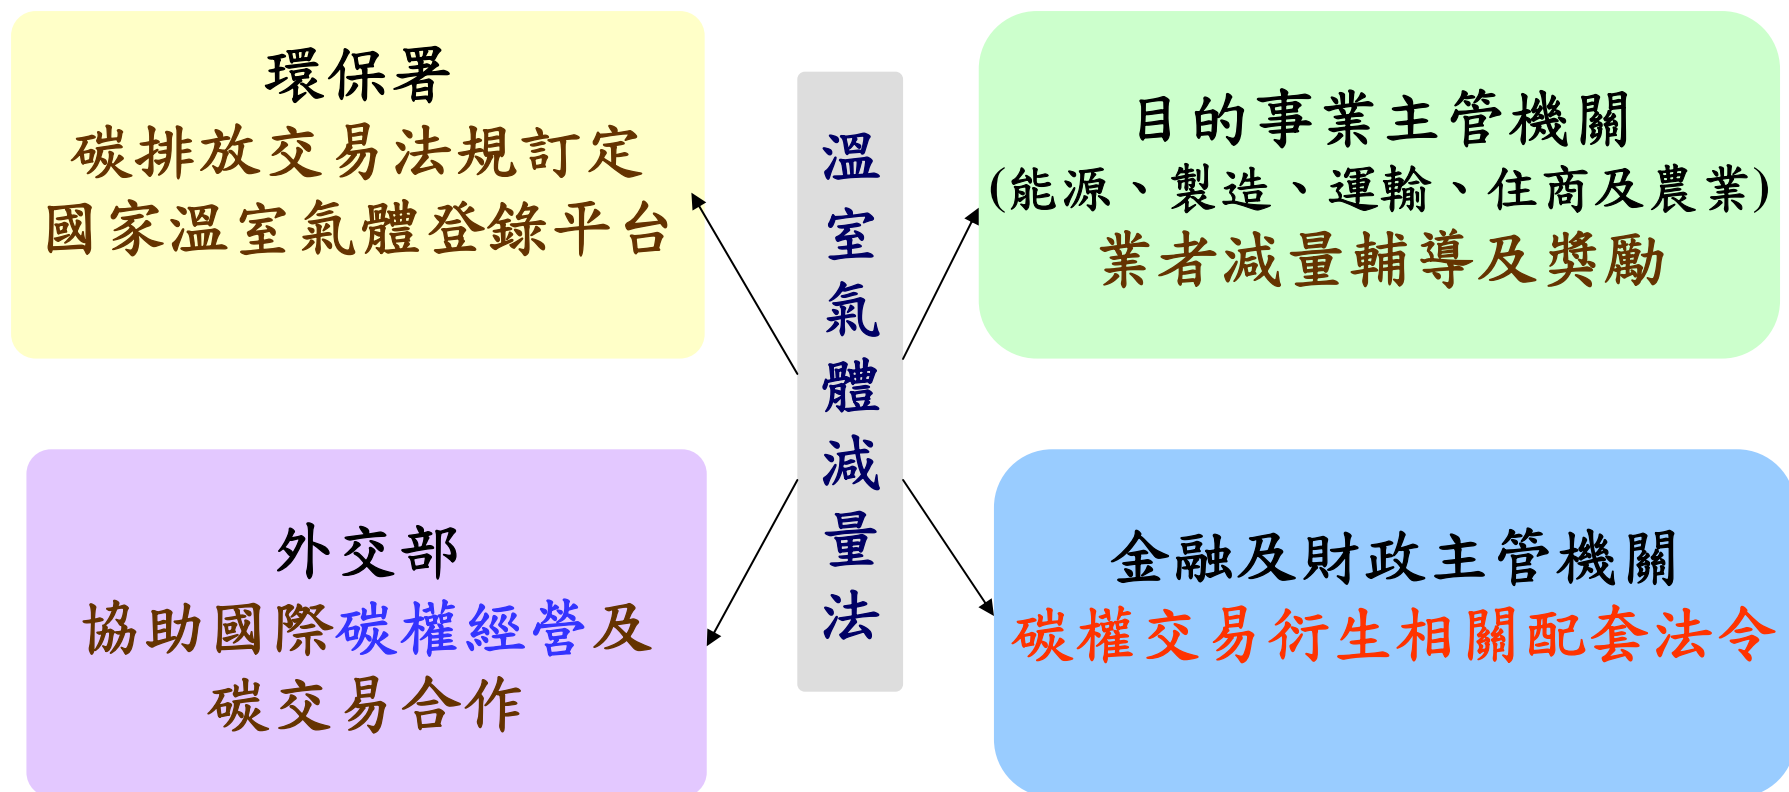 環保署
碳排放交易法規訂定
國家溫室氣體登錄平台
目的事業主管機關
(能源、製造、運輸、住商及農業)
業者減量輔導及獎勵
溫室氣體減量法
外交部
協助國際碳權經營及
碳交易合作
金融及財政主管機關
碳權交易衍生相關配套法令